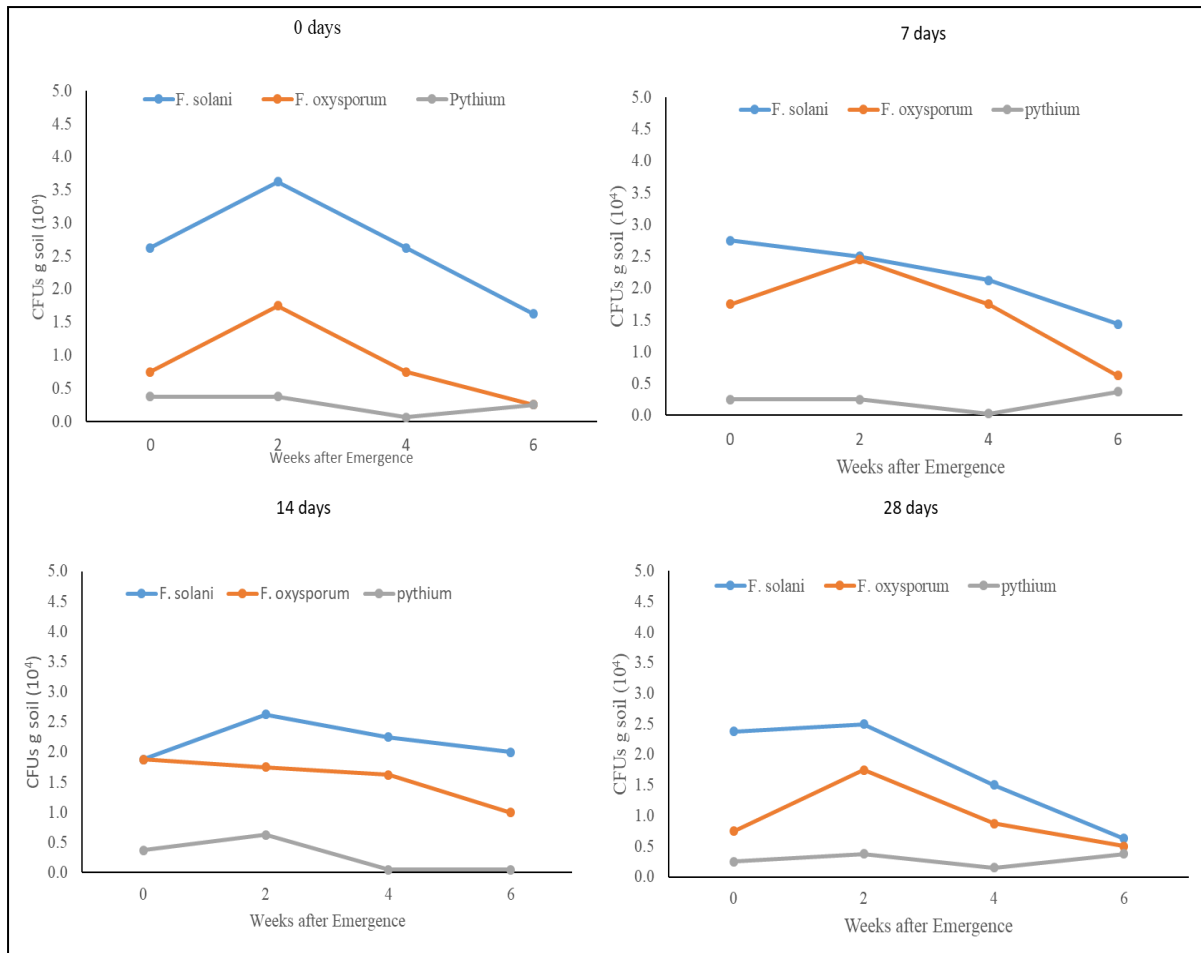 0 days
F. solani F. oxysporum Pythium
5.0
4.5
4.0
3.5
3.0
2.5
2.0
1.5
1.0
0.5
0.0
CFUs g soil (10⁴)
0 2 4 6
Weeks after Emergence
7 days
F. solani F. oxysporum pythium
5.0
4.5
4.0
3.5
3.0
2.5
2.0
1.5
1.0
0.5
0.0
CFUs g soil (10⁴)
0 2 4 6
Weeks after Emergence
14 days
F. solani F. oxysporum pythium
5.0
4.5
4.0
3.5
3.0
2.5
2.0
1.5
1.0
0.5
0.0
CFUs g soil (10⁴)
0 2 4 6
Weeks after Emergence
28 days
F. solani F. oxysporum pythium
5.0
4.5
4.0
3.5
3.0
2.5
2.0
1.5
1.0
0.5
0.0
CFUs g soil (10⁴)
0 2 4 6
Weeks after Emergence